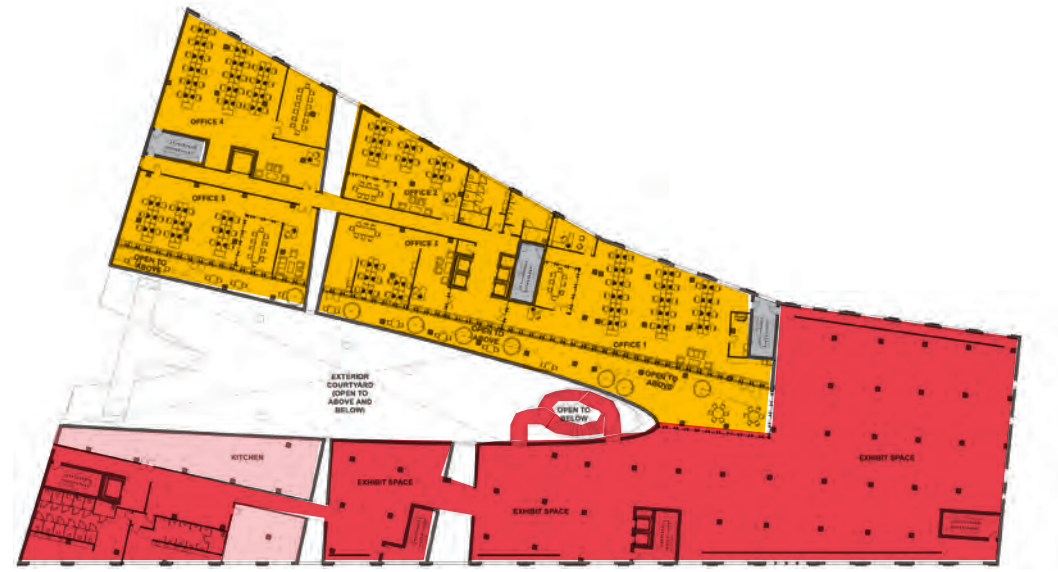 OFFICE 4
OFFICE 2
OFFICE 5
OFFICE 3
OPEN TO
ABOVE
OPEN TO
ABOVE
OFFICE 1
OPEN TO
ABOVE
EXTERIOR
COURTYARD
(OPEN TO
ABOVE AND
BELOW)
OPEN TO
BELOW
KITCHEN
EXHIBIT SPACE
EXHIBIT SPACE
EXHIBIT SPACE